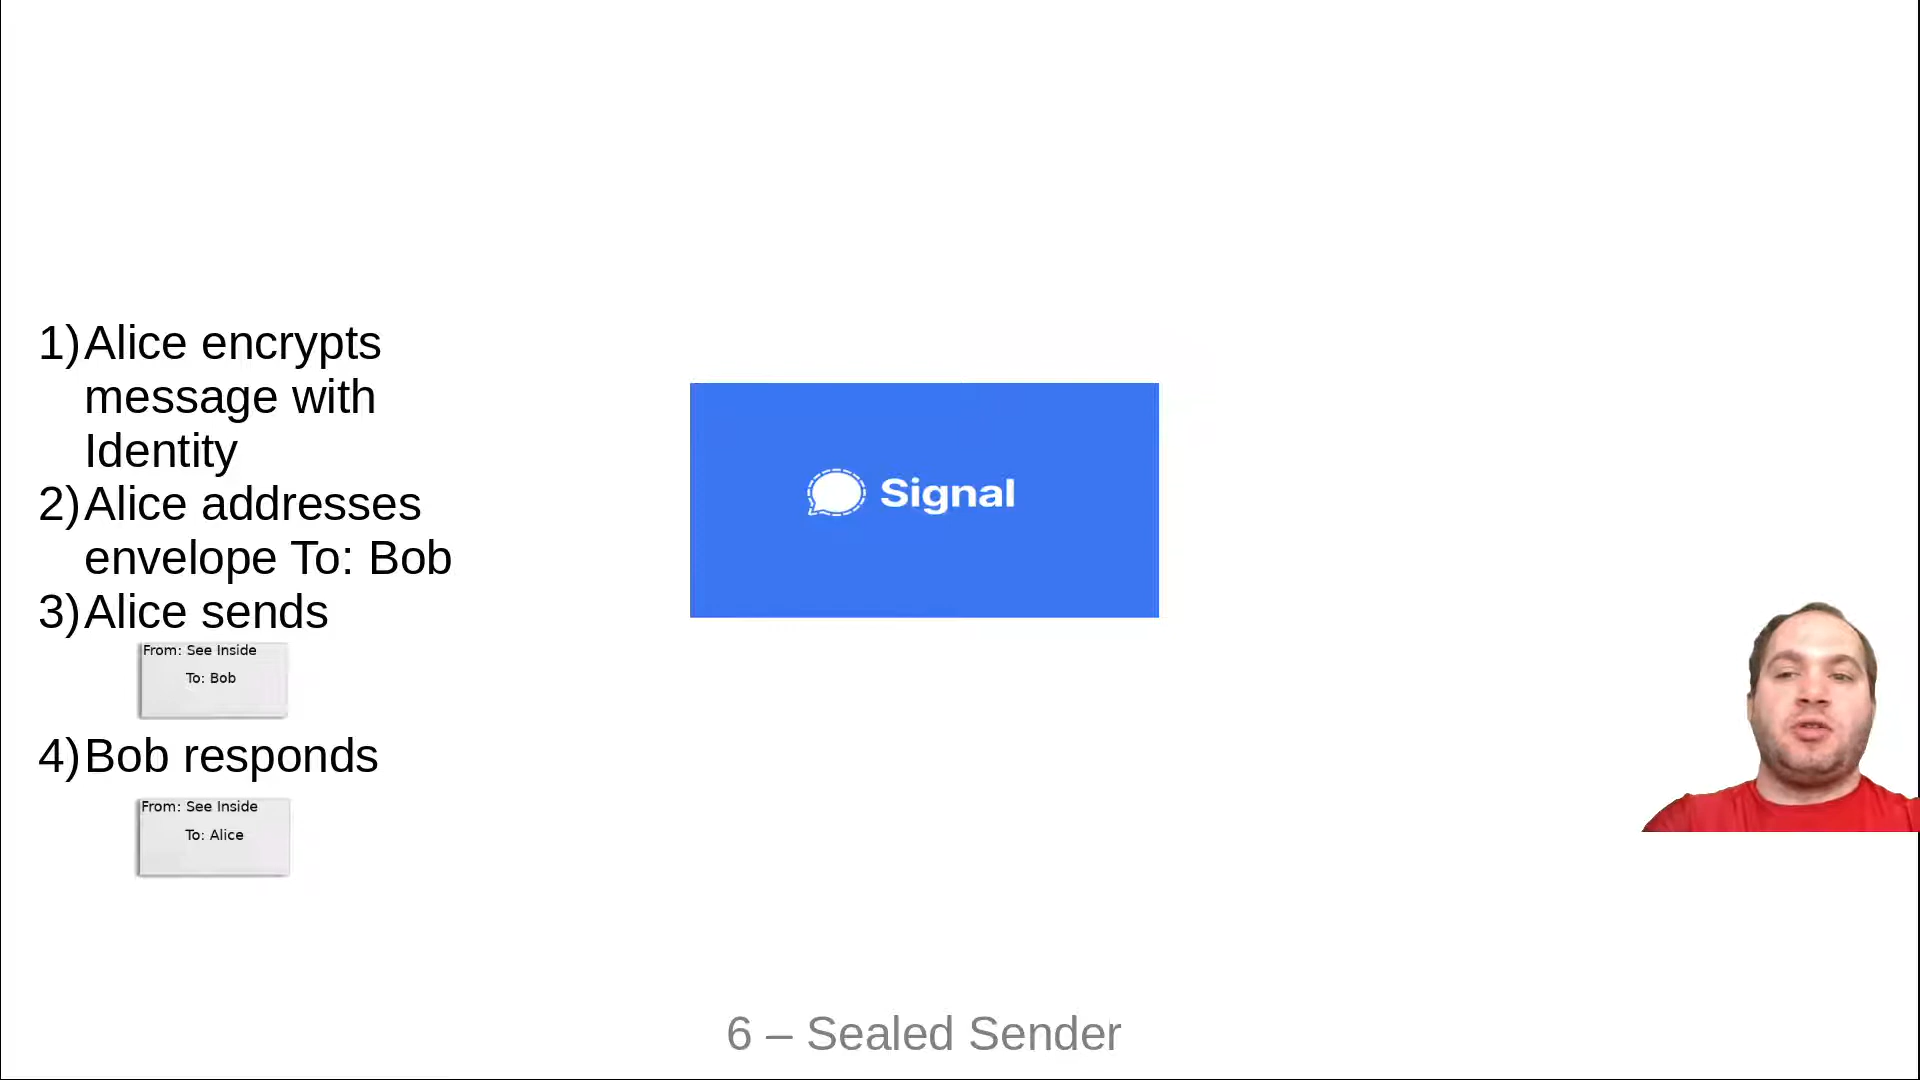 1) Alice encrypts
message with
Identity
2) Alice addresses
envelope To: Bob
3) Alice sends
From: See Inside
To: Bob
4) Bob responds
From: See Inside
To: Alice
Signal
6 – Sealed Sender